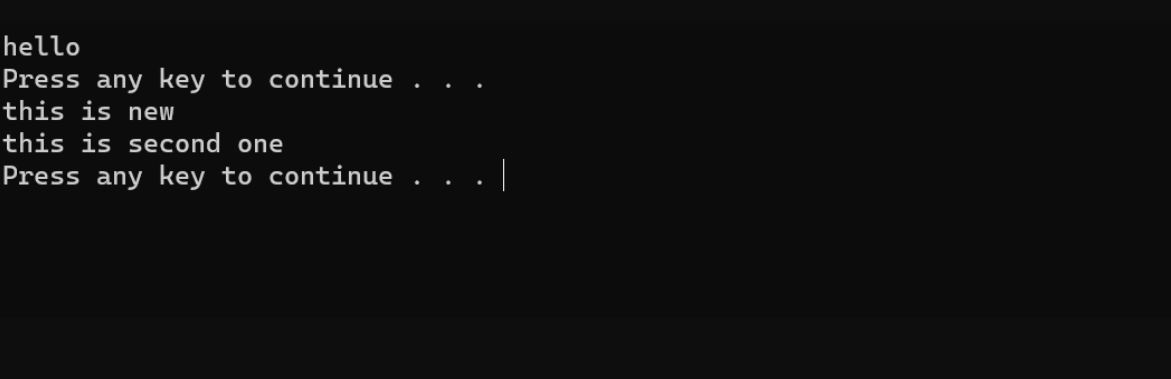 hello
Press any key to continue . . .
this is new
this is second one
Press any key to continue . . .